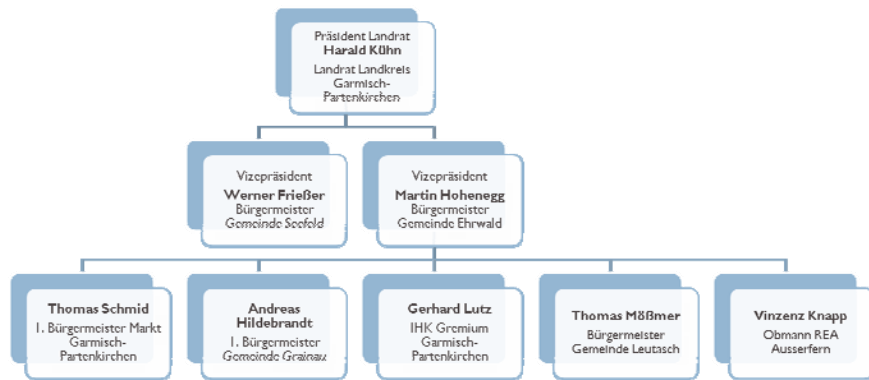 Präsident Landrat
Harald Kühn
Landrat Landkreis
Garmisch-
Partenkirchen
Vizepräsident
Werner Frießer
Bürgermeister
Gemeinde Seefeld
Vizepräsident
Martin Hohenegg
Bürgermeister
Gemeinde Ehrwald
Thomas Schmid
1. Bürgermeister Markt
Garmisch-
Partenkirchen
Andreas
Hildebrandt
1. Bürgermeister
Gemeinde Grainau
Gerhard Lutz
IHK Gremium
Garmisch-
Partenkirchen
Thomas Mößmer
Bürgermeister
Gemeinde Leutasch
Vinzenz Knapp
Obmann REA
Ausserfern